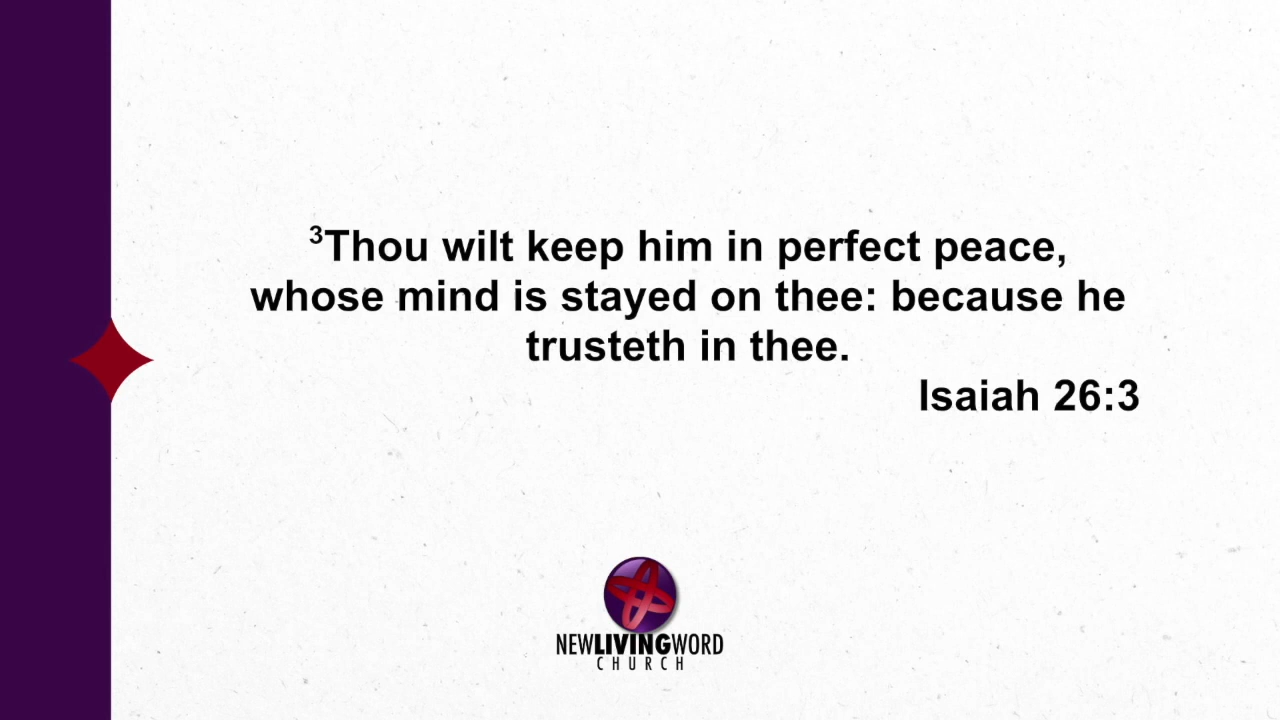 ³Thou wilt keep him in perfect peace,
whose mind is stayed on thee: because he
trusteth in thee.
Isaiah 26:3
NEWLIVINGWORD
CHURCH